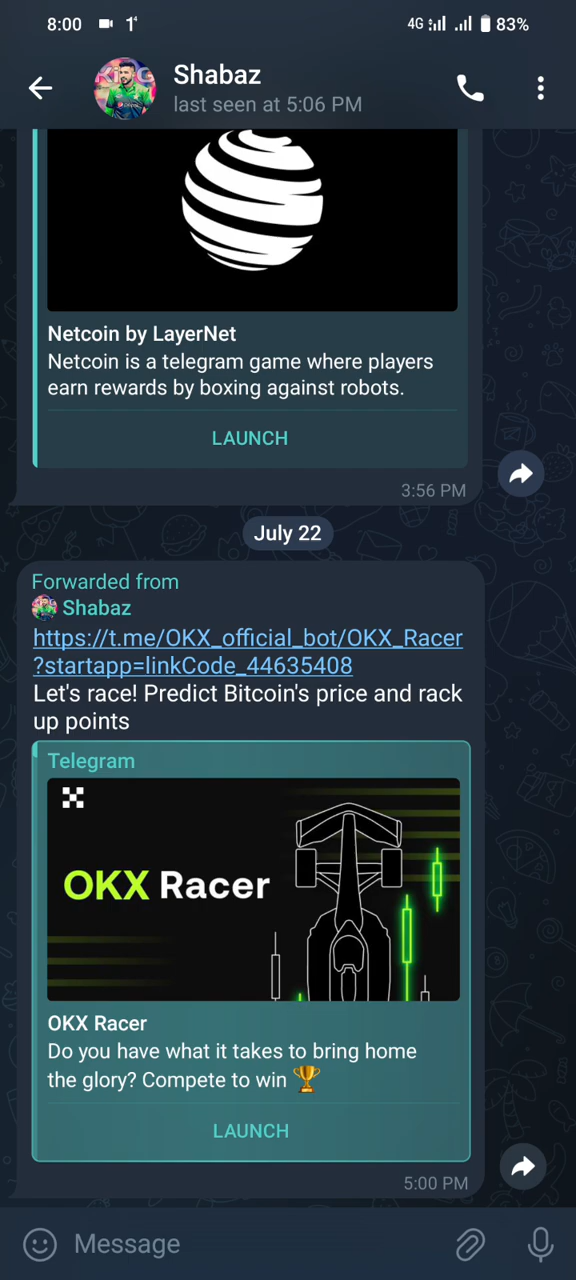 8:00
4G
83%
Shabaz
last seen at 5:06 PM
Netcoin by LayerNet
Netcoin is a telegram game where players
earn rewards by boxing against robots.
LAUNCH
3:56 PM
July 22
Forwarded from
Shabaz
https://t.me/OKX_official_bot/OKX_Racer
?startapp=linkCode_44635408
Let's race! Predict Bitcoin's price and rack
up points
Telegram
OKX Racer
OKX Racer
Do you have what it takes to bring home
the glory? Compete to win 🏆
LAUNCH
5:00 PM
Message